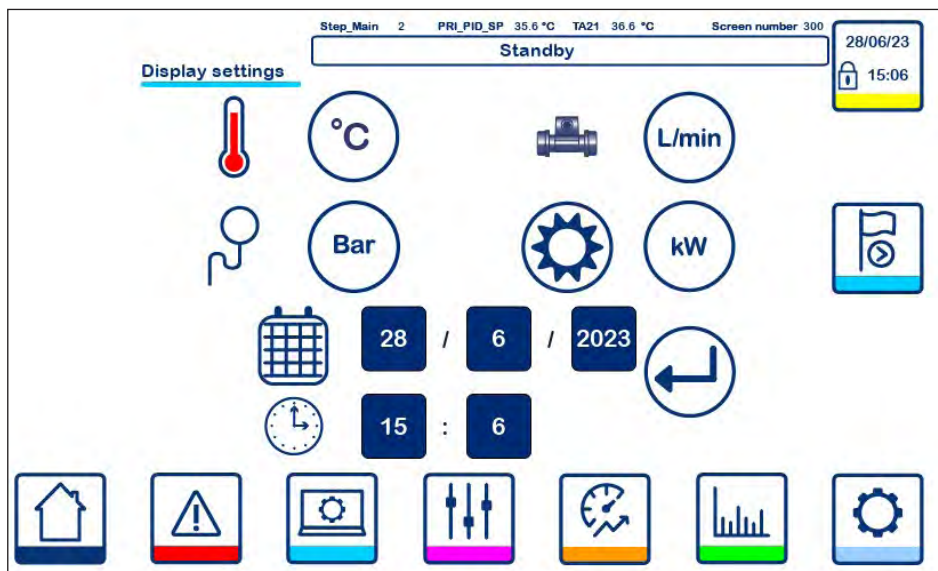 Step_Main 2 PRI_PID_SP 35.6 °C TA21 36.6 °C Screen number 300
Standby
28/06/23
15:06
Display settings
°C
L/min
Bar
kW
28 / 6 / 2023
15 : 6